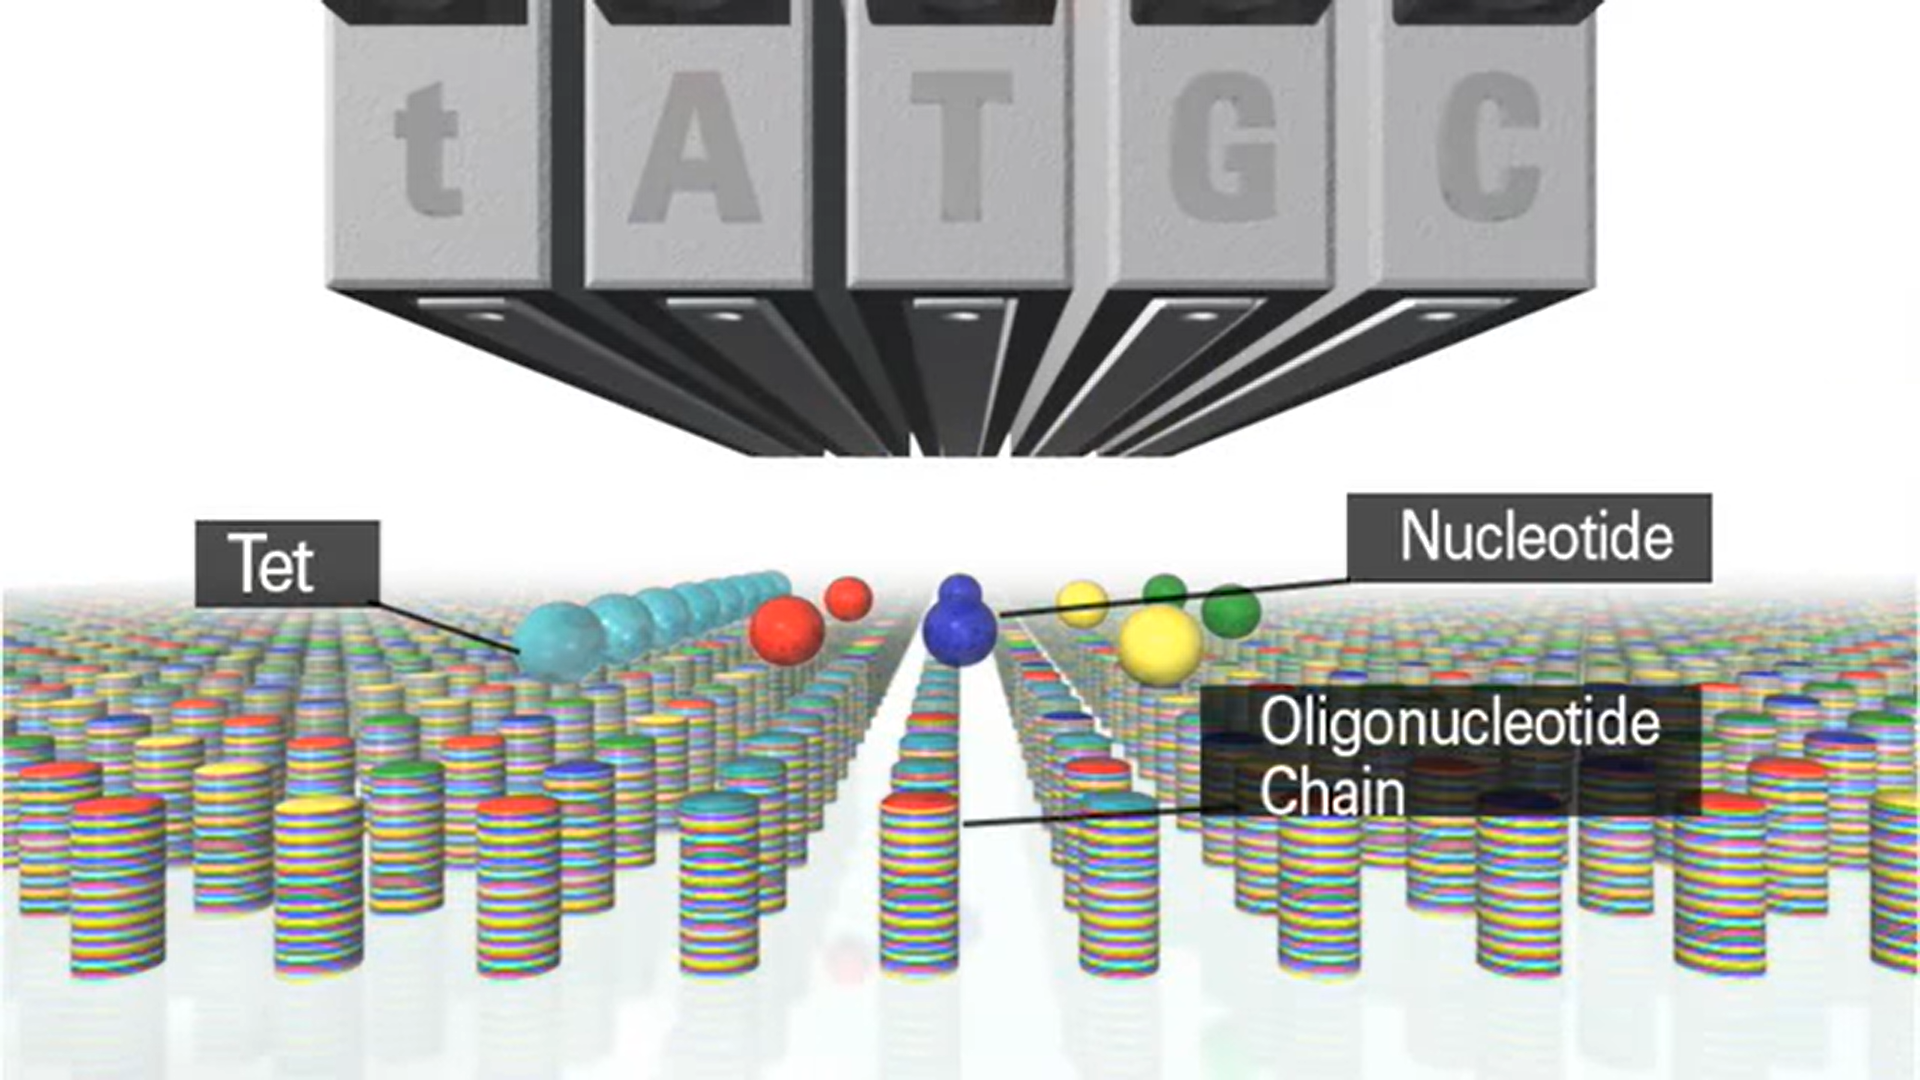 t A T G C
Tet
Nucleotide
Oligonucleotide
Chain